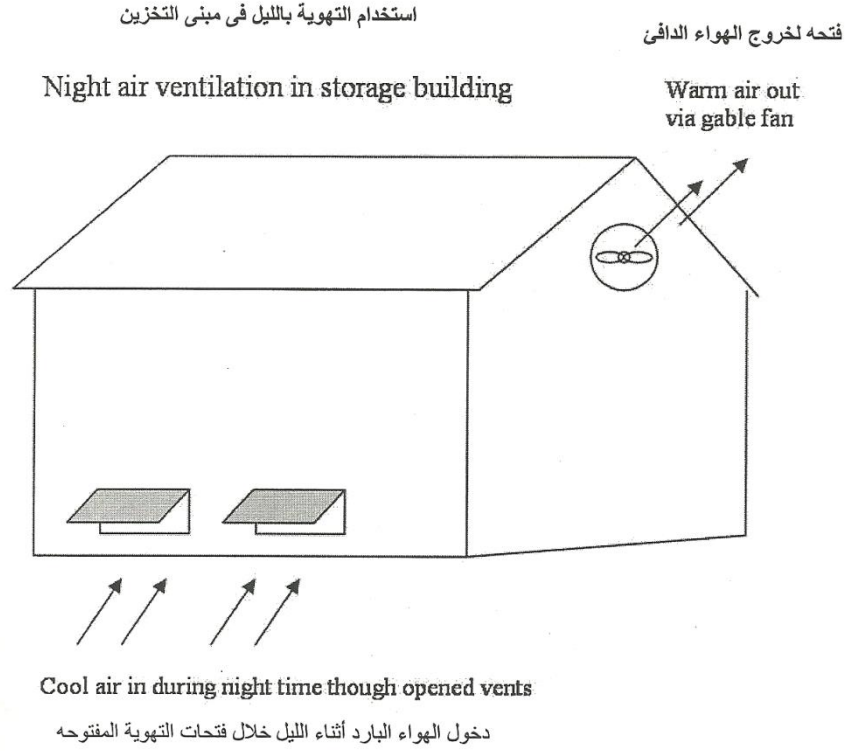 استخدام التهوية بالليل فى مبنى التخزين
فتحه لخروج الهواء الدافئ
Night air ventilation in storage building
Warm air out
via gable fan
Cool air in during night time though opened vents
دخول الهواء البارد أثناء الليل خلال فتحات التهوية المفتوحه